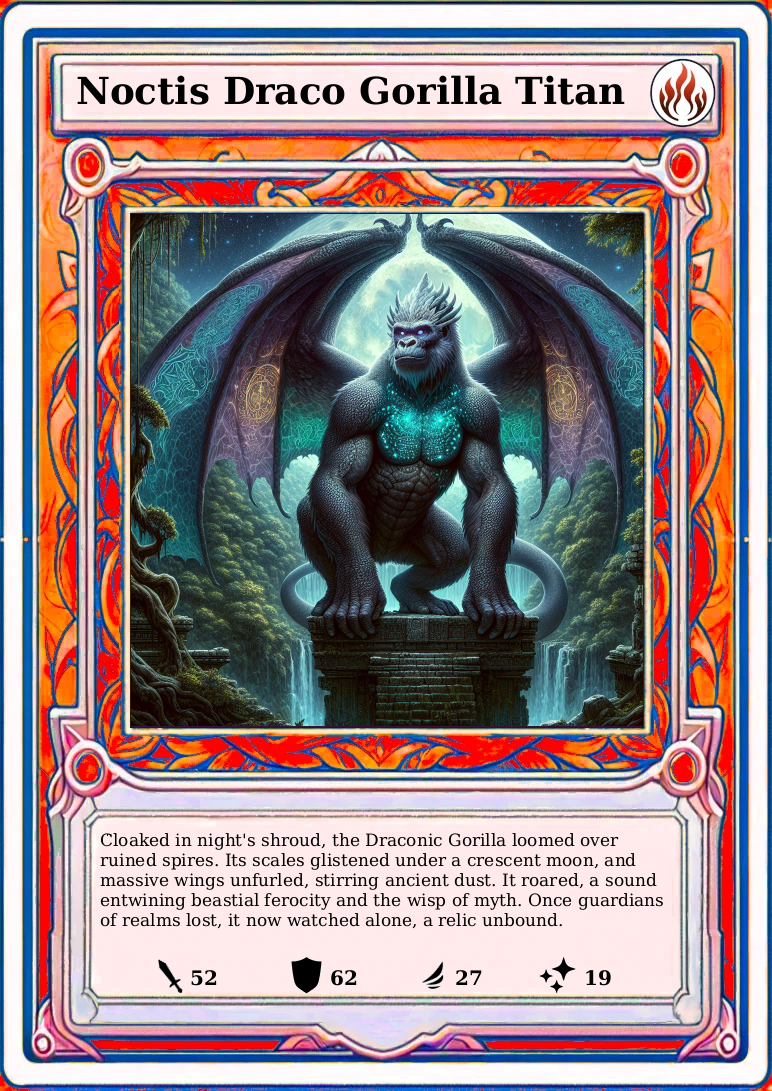 Noctis Draco Gorilla Titan
Cloaked in night's shroud, the Draconic Gorilla loomed over
ruined spires. Its scales glistened under a crescent moon, and
massive wings unfurled, stirring ancient dust. It roared, a sound
entwining beastial ferocity and the wisp of myth. Once guardians
of realms lost, it now watched alone, a relic unbound.
52 62 27 19